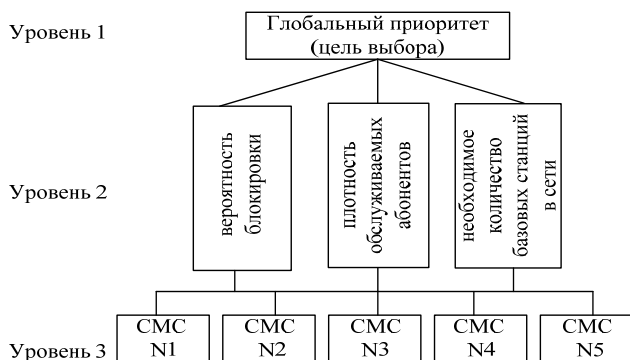 Уровень 1
Глобальный приоритет
(цель выбора)
Уровень 2
вероятность
блокировки
плотность
обслуживаемых
абонентов
необходимое
количество
базовых станций
в сети
Уровень 3
СМС
N1
СМС
N2
СМС
N3
СМС
N4
СМС
N5